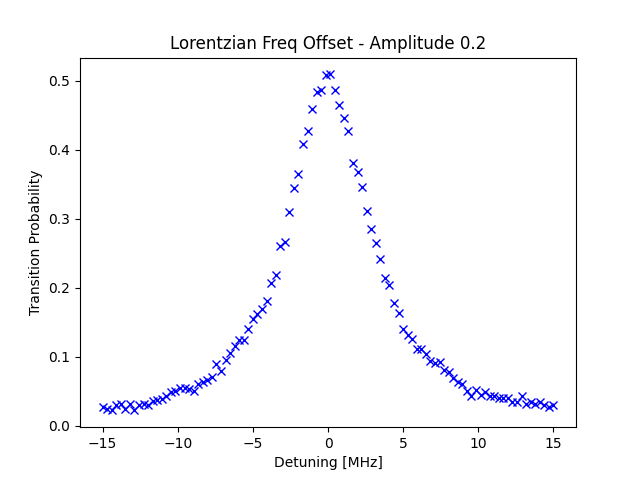 Lorentzian Freq Offset - Amplitude 0.2
Transition Probability
0.5
0.4
0.3
0.2
0.1
0.0
−15 −10 −5 0 5 10 15
Detuning [MHz]